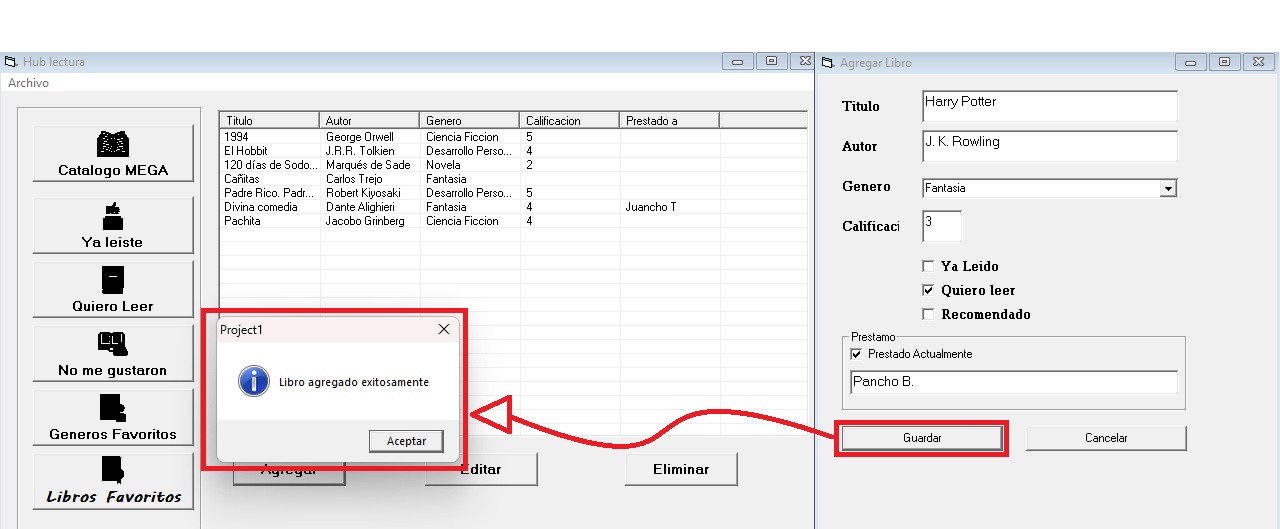 Hub lectura
Archivo
Catalogo MEGA
Ya leiste
Quiero Leer
No me gustaron
Generos Favoritos
Libros Favoritos
Titulo Autor Genero Calificacion Prestado a
1994 George Orwell Ciencia Ficcion 5
El Hobbit J.R.R. Tolkien Desarrollo Perso... 4
120 días de Sodo... Marqués de Sade Novela 2
Cañitas Carlos Trejo Fantasia
Padre Rico. Padr... Robert Kiyosaki Desarrollo Perso... 5
Divina comedia Dante Alighieri Fantasia 4 Juancho T
Pachita Jacobo Grinberg Ciencia Ficcion 4
Project1
Libro agregado exitosamente
Aceptar
Agregar Editar Eliminar
Agregar Libro
Titulo Harry Potter
Autor J. K. Rowling
Genero Fantasia
Calificaci 3
Ya Leido
Quiero leer
Recomendado
Prestamo
Prestado Actualmente
Pancho B.
Guardar Cancelar